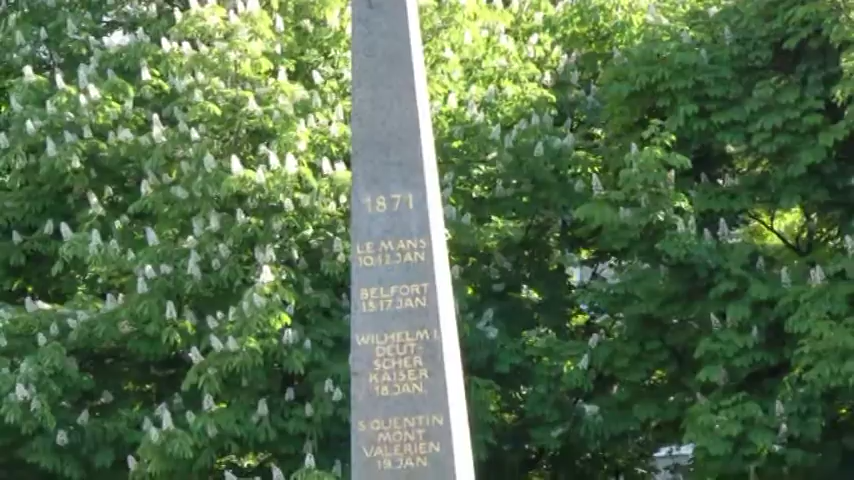 1871
LE MANS
10.12.JAN
BELFORT
15.17.JAN
WILHELM I.
DEUT-
SCHER
KAISER
18.JAN
S.QUENTIN
MONT
VALERIEN
19.JAN